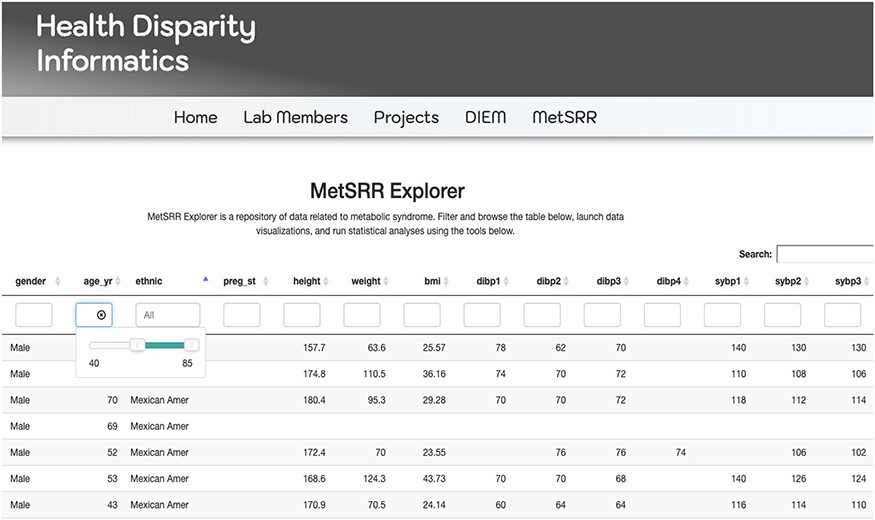 Health Disparity
Informatics
Home Lab Members Projects DIEM MetSRR
MetSRR Explorer
MetSRR Explorer is a repository of data related to metabolic syndrome. Filter and browse the table below, launch data
visualizations, and run statistical analyses using the tools below.
Search:
gender age_yr ethnic preg_st height weight bmi dibp1 dibp2 dibp3 dibp4 sybp1 sybp2 sybp3
All
Male 157.7 63.6 25.57 78 62 70 140 130 130
40 85
Male 174.8 110.5 36.16 74 70 72 110 108 106
Male 70 Mexican Amer 180.4 95.3 29.28 70 70 72 118 112 114
Male 69 Mexican Amer
Male 52 Mexican Amer 172.4 70 23.55 76 76 74 106 102
Male 53 Mexican Amer 168.6 124.3 43.73 70 70 68 140 126 124
Male 43 Mexican Amer 170.9 70.5 24.14 60 64 64 116 114 110